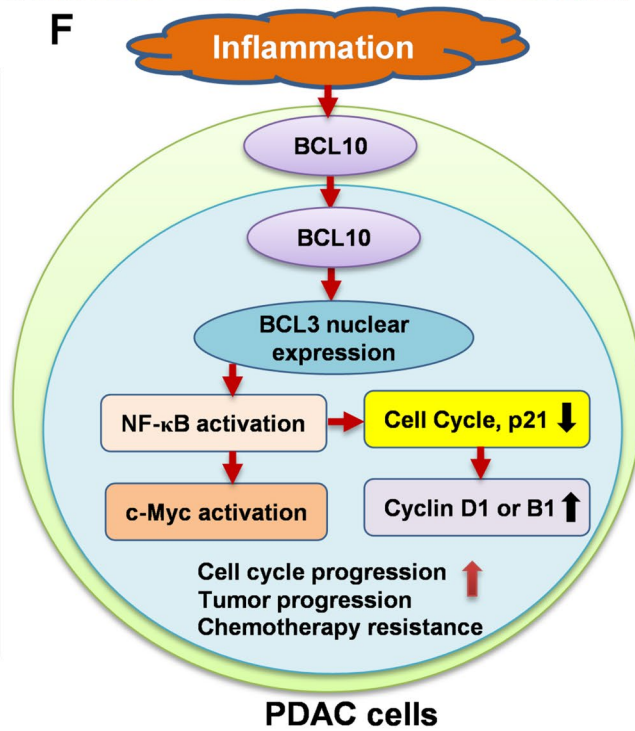 F
Inflammation
BCL10
BCL10
BCL3 nuclear
expression
NF-κB activation
Cell Cycle, p21
c-Myc activation
Cyclin D1 or B1
Cell cycle progression
Tumor progression
Chemotherapy resistance
PDAC cells